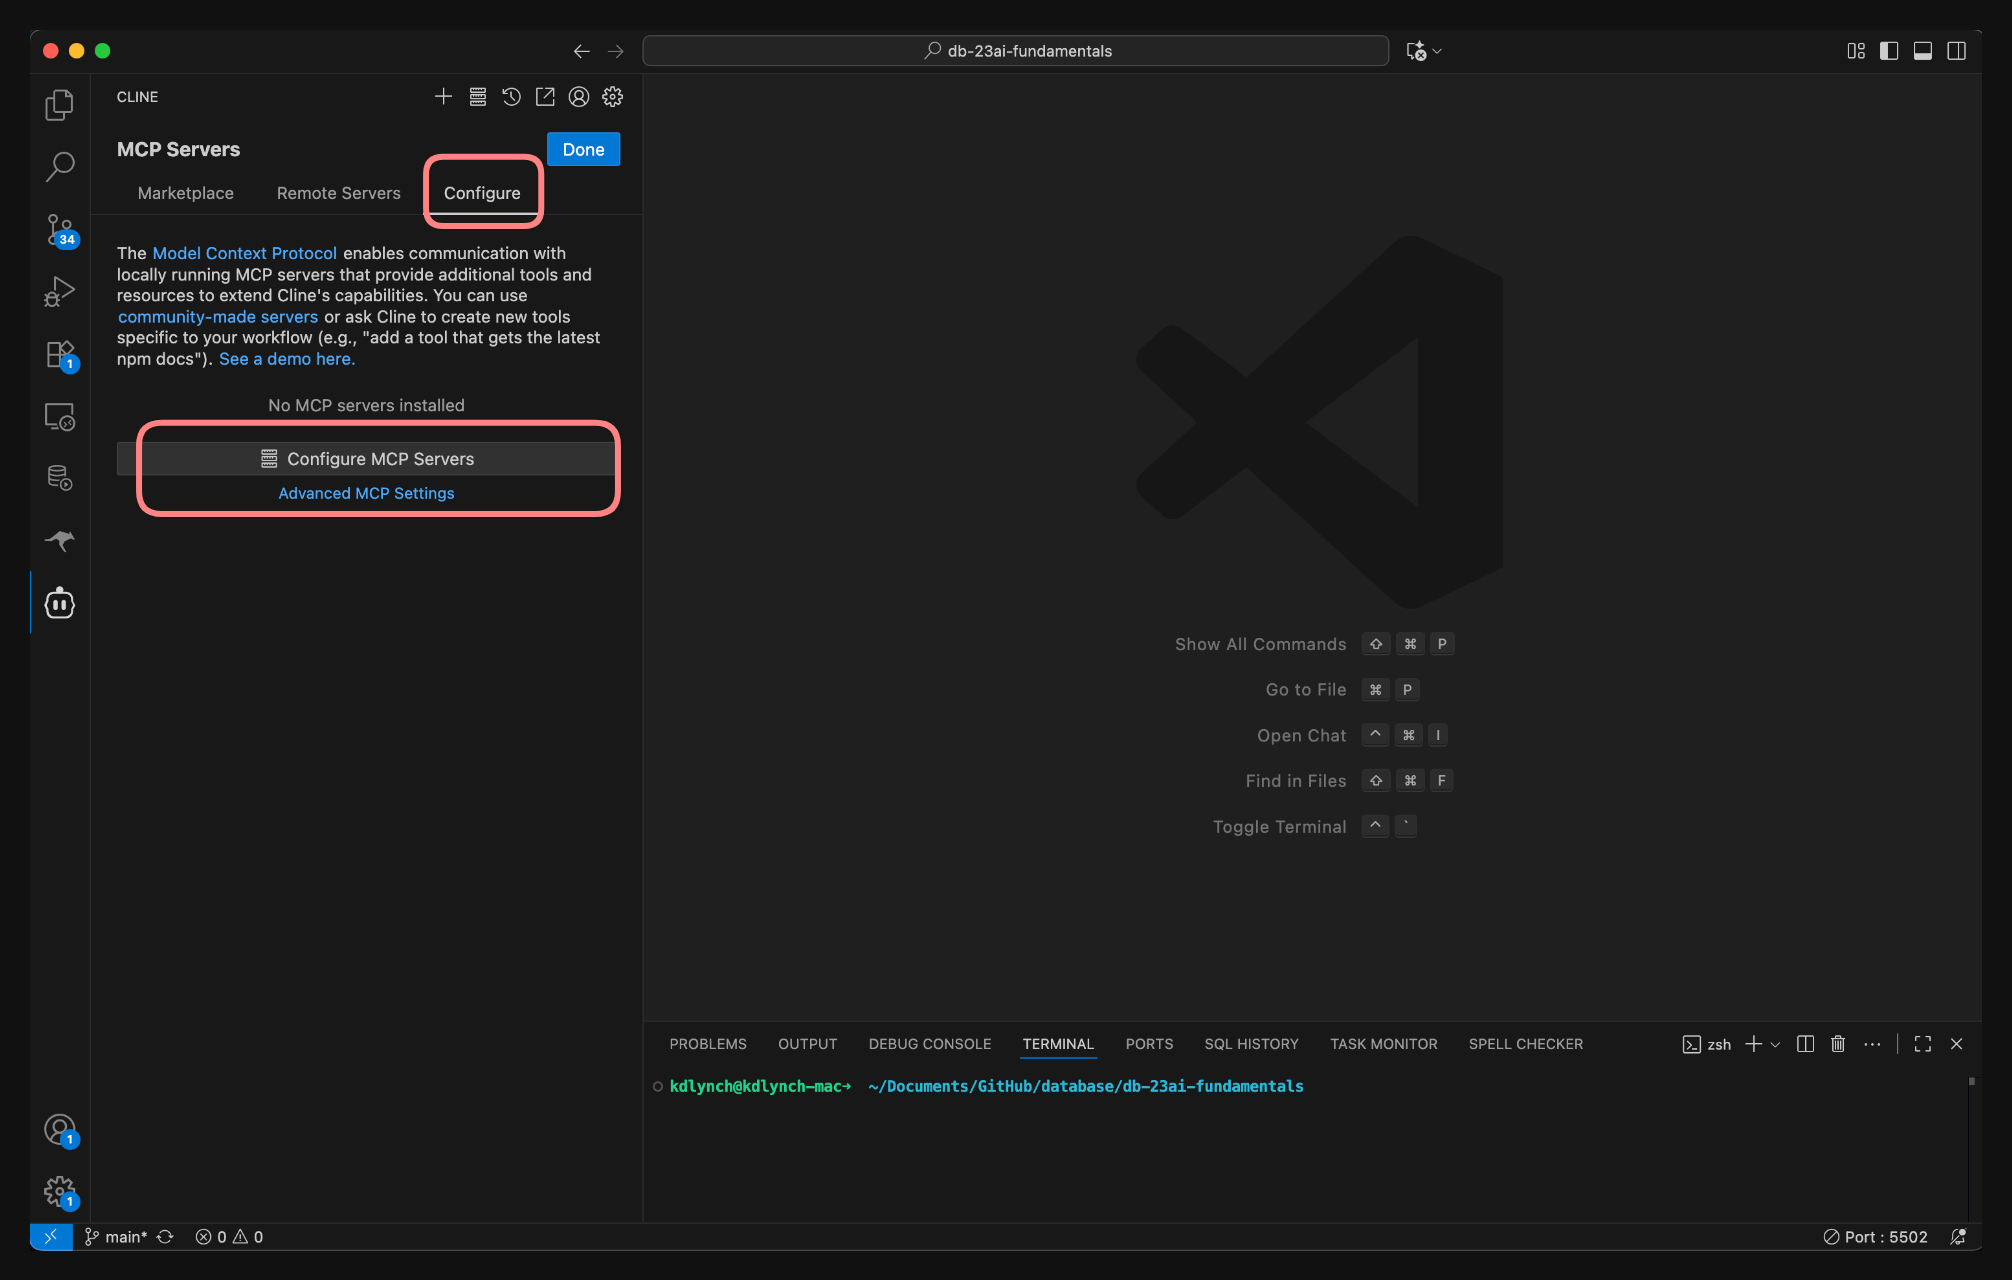 db-23ai-fundamentals
CLINE
MCP Servers
Done
Marketplace
Remote Servers
Configure
The Model Context Protocol enables communication with
locally running MCP servers that provide additional tools and
resources to extend Cline's capabilities. You can use
community-made servers or ask Cline to create new tools
specific to your workflow (e.g., "add a tool that gets the latest
npm docs"). See a demo here.
No MCP servers installed
Configure MCP Servers
Advanced MCP Settings
34
1
1
1
Show All Commands ⇧ ⌘ P
Go to File ⌘ P
Open Chat ^ ⌘ I
Find in Files ⇧ ⌘ F
Toggle Terminal ^ `
PROBLEMS
OUTPUT
DEBUG CONSOLE
TERMINAL
PORTS
SQL HISTORY
TASK MONITOR
SPELL CHECKER
zsh
kdlynch@kdlynch-mac→ ~/Documents/GitHub/database/db-23ai-fundamentals
main*
0
0
Port : 5502